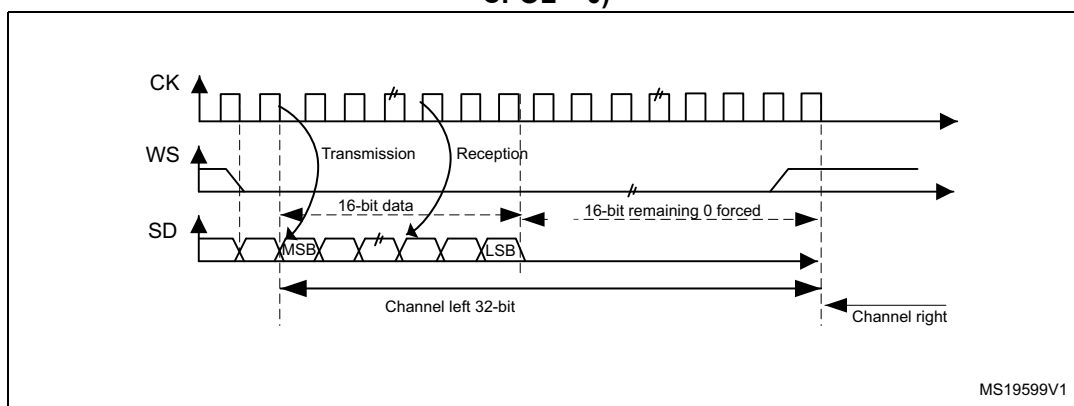 CK
Transmission
Reception
WS
16-bit data
16-bit remaining 0 forced
SD
MSB
LSB
Channel left 32-bit
Channel right
MS19599V1